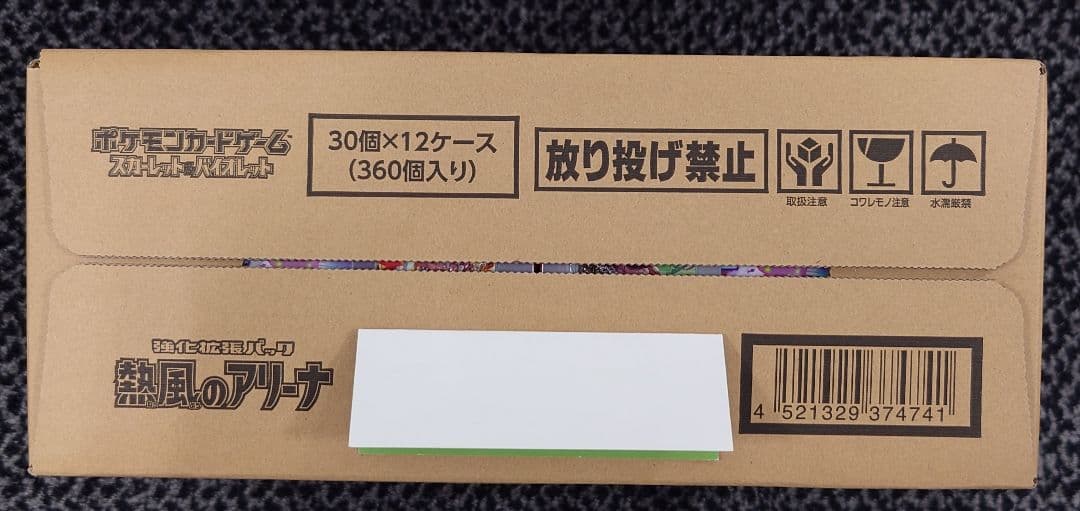 ポケモンカードゲーム
スカーレット&バイオレット
30個×12ケース
(360個入り)
放り投げ禁止
取扱注意
コワレモノ注意
水濡厳禁
強化拡張パック
熱風のアリーナ
4 521329 374741